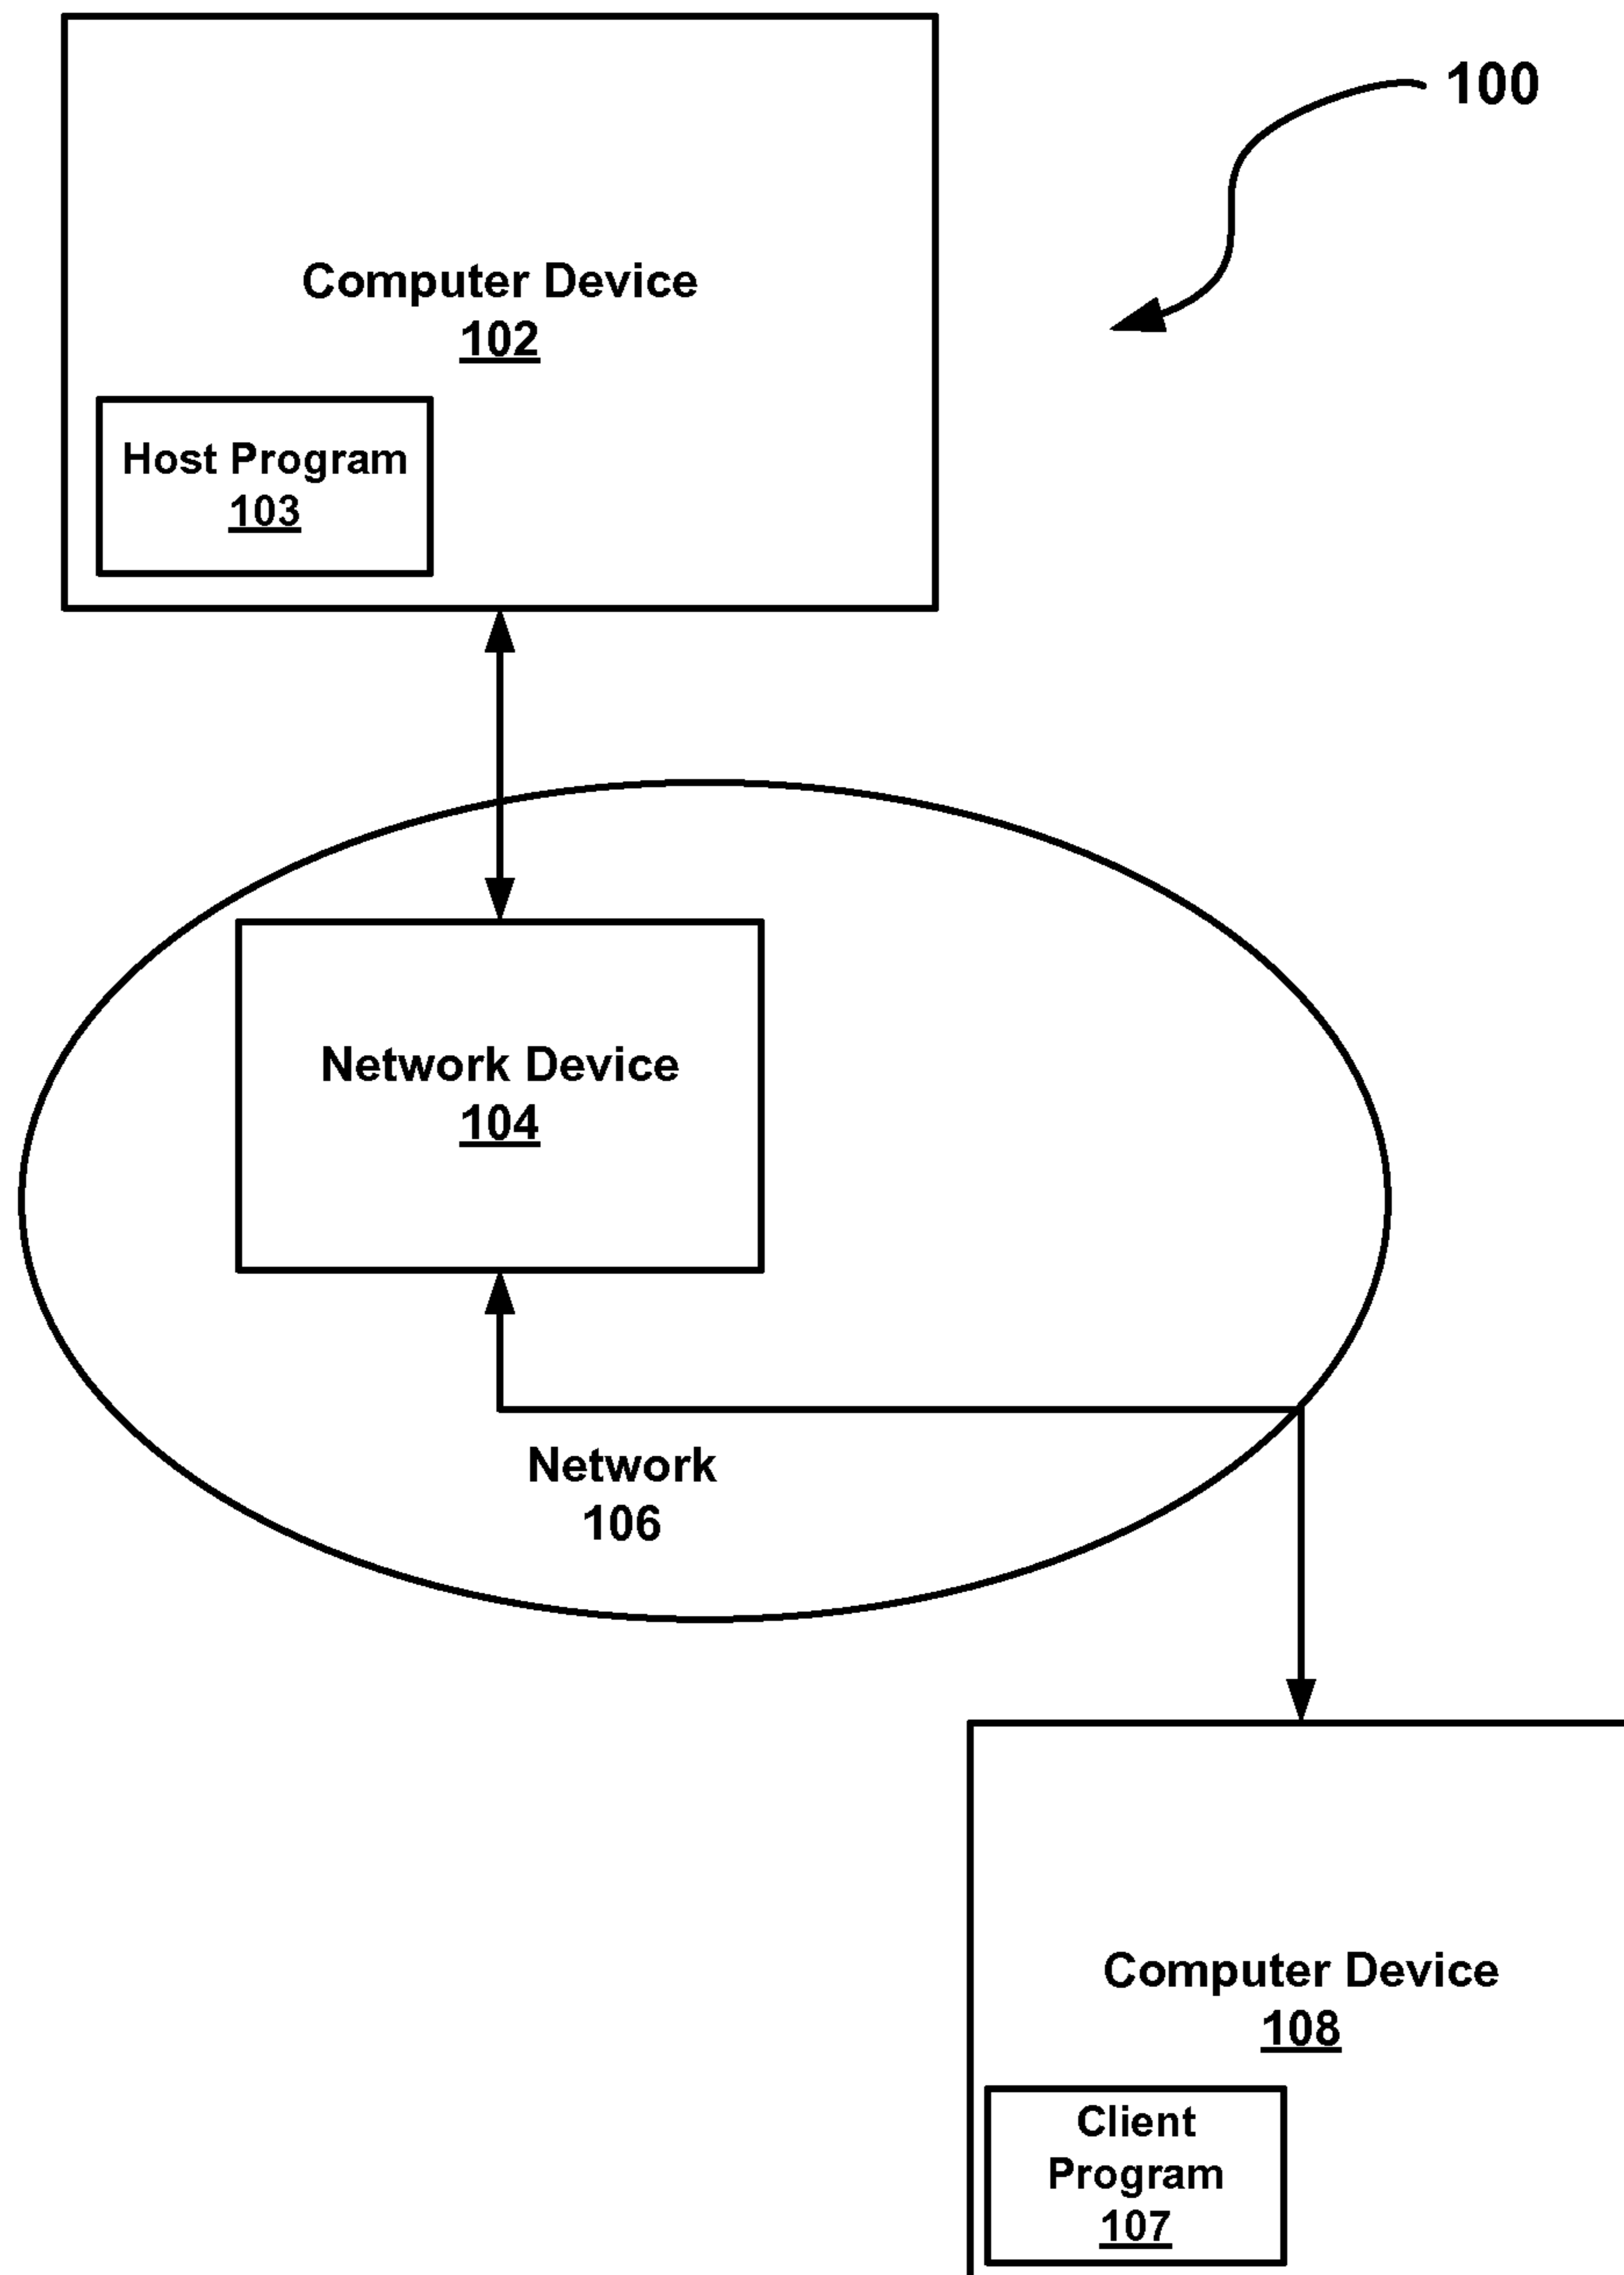 100
Computer Device
102
Host Program
103
Network Device
104
Network
106
Computer Device
108
Client
Program
107